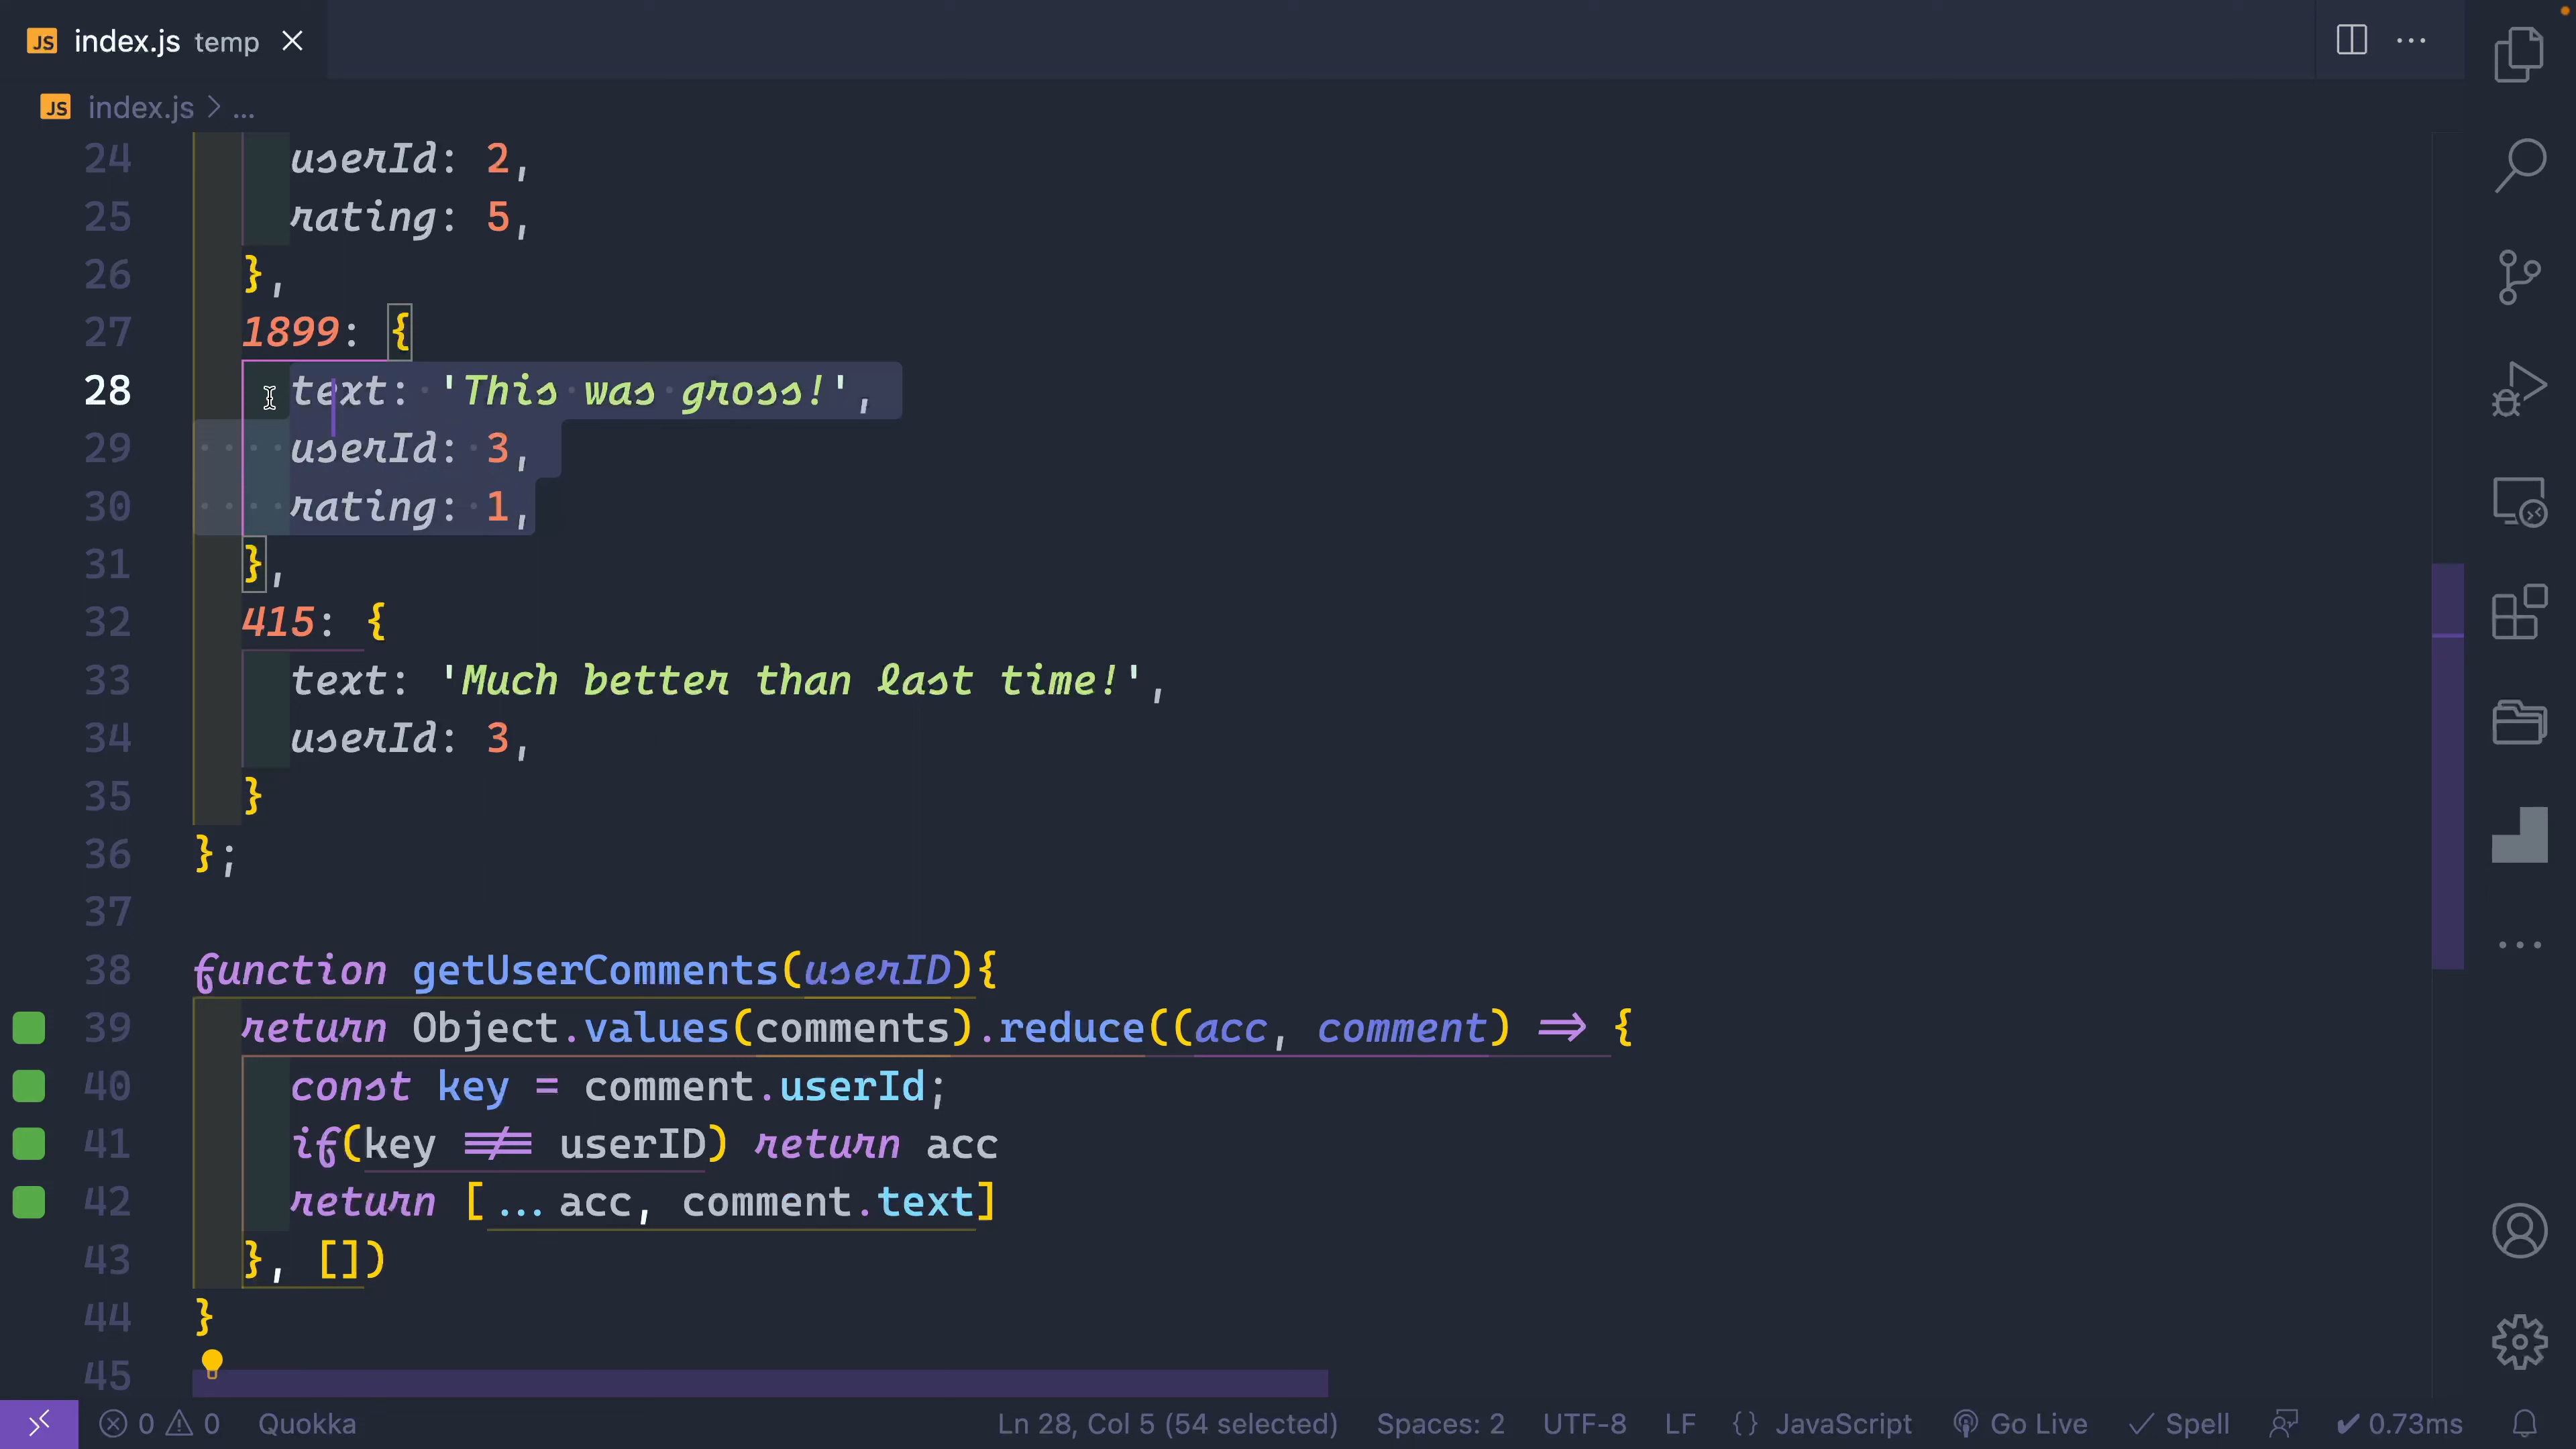 JS index.js temp
JS index.js > ...
24 userId: 2,
25 rating: 5,
26 },
27 1899: {
28 text: 'This was gross!',
29 userId: 3,
30 rating: 1,
31 },
32 415: {
33 text: 'Much better than last time!',
34 userId: 3,
35 }
36 };
37
38 function getUserComments(userID){
39 return Object.values(comments).reduce((acc, comment) => {
40 const key = comment.userId;
41 if(key !== userID) return acc
42 return [...acc, comment.text]
43 }, [])
44 }
45
0 0 Quokka Ln 28, Col 5 (54 selected) Spaces: 2 UTF-8 LF {} JavaScript Go Live ✓ Spell ✔ 0.73ms